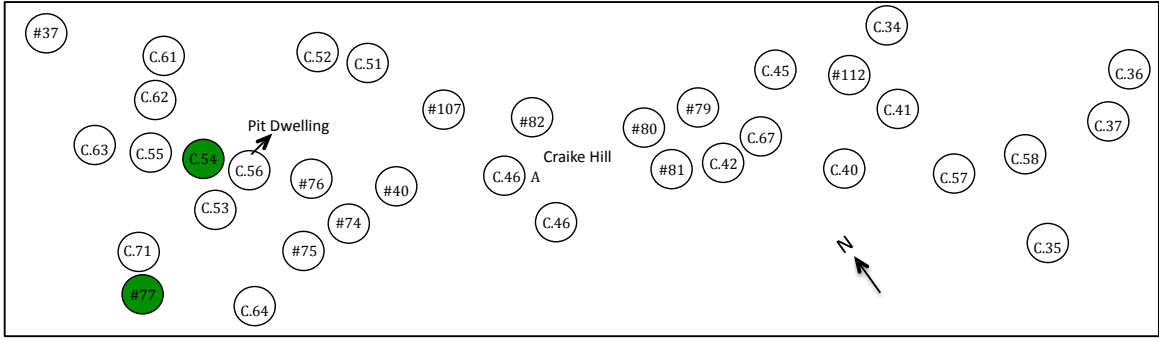 #37
C.61
C.52
C.51
C.34
C.45
#112
C.36
C.62
#107
#82
#79
C.41
C.37
Pit Dwelling
#80
C.67
C.63
C.55
C.54
C.56
Craike Hill
#81
C.42
C.40
C.58
#76
#40
C.46 A
C.57
C.53
#74
C.46
C.71
#75
N
C.35
#77
C.64